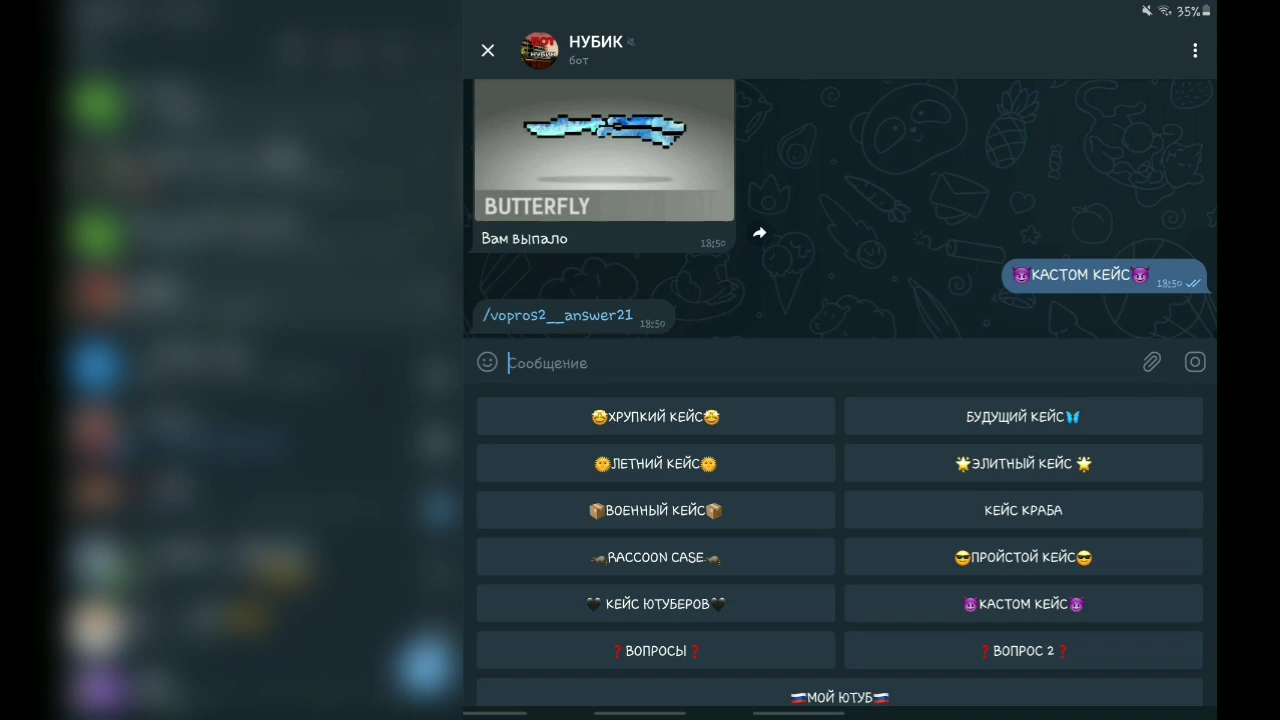 35%
НУБИК
бот
BUTTERFLY
Вам выпало
18:50
😈КАСТОМ КЕЙС😈
18:50
/vopros2__answer21
18:50
Сообщение
🤩ХРУПКИЙ КЕЙС🤩
БУДУЩИЙ КЕЙС🦋
🌞ЛЕТНИЙ КЕЙС🌞
🌟ЭЛИТНЫЙ КЕЙС 🌟
📦ВОЕННЫЙ КЕЙС📦
КЕЙС КРАБА
🦡RACCOON CASE🦡
😎ПРОЙСТОЙ КЕЙС😎
🖤 КЕЙС ЮТУБЕРОВ🖤
😈КАСТОМ КЕЙС😈
❓ВОПРОСЫ❓
❓ВОПРОС 2❓
🇷🇺МОЙ ЮТУБ🇷🇺